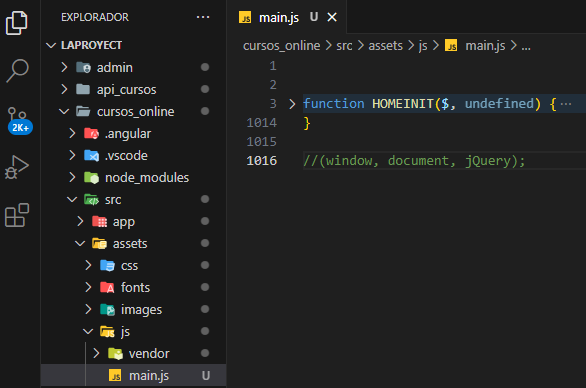 EXPLORADOR
LAPROYECT
admin
api_cursos
cursos_online
.angular
.vscode
node_modules
src
app
assets
css
fonts
images
js
vendor
main.js U
2K+
JS main.js U
cursos_online > src > assets > js > JS main.js > ...
1
2
3 function HOMEINIT($, undefined) { ...
1014 }
1015
1016 //(window, document, jQuery);